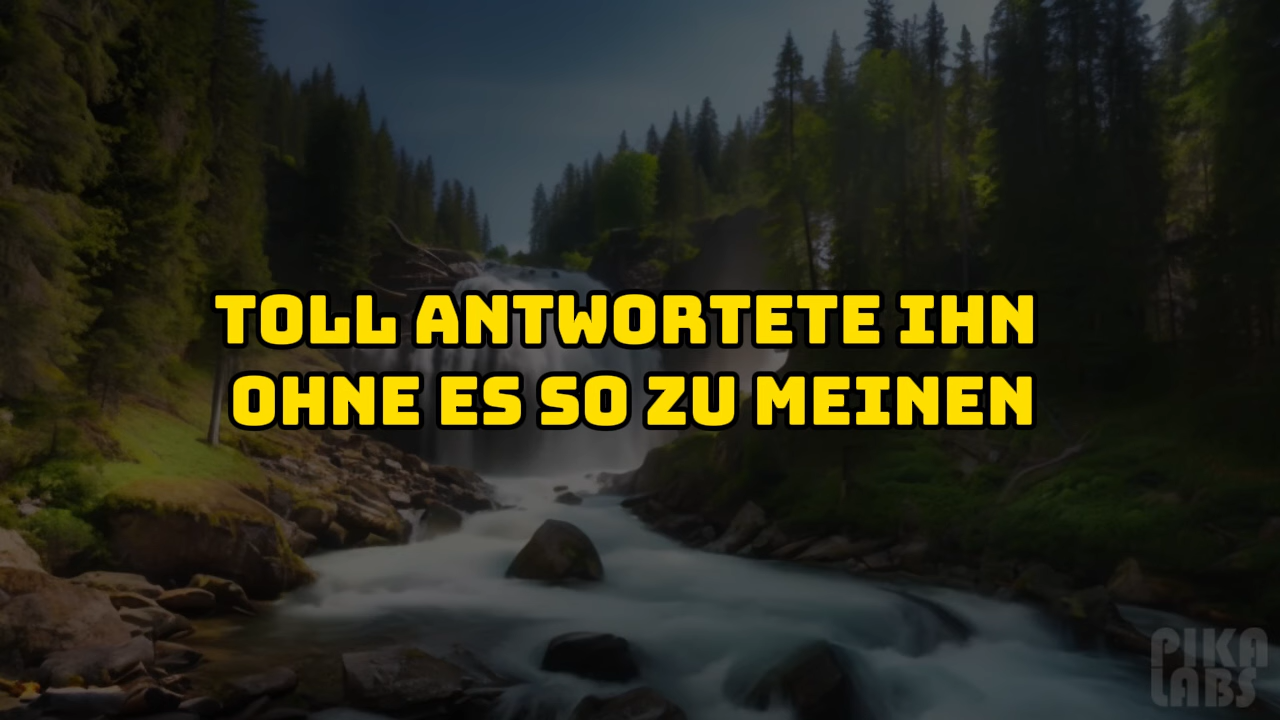 TOLL ANTWORTETE IHN
OHNE ES SO ZU MEINEN
PIKA
LABS